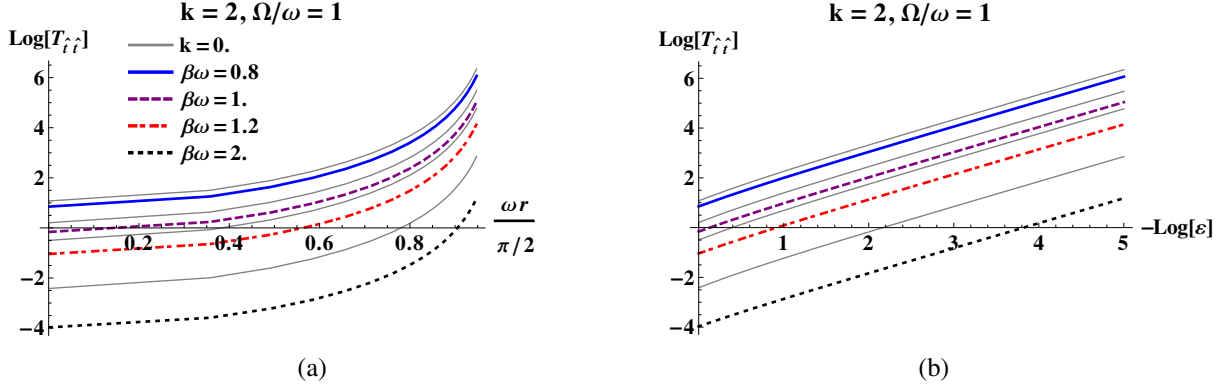 k = 2, Ω/ω = 1
Log[T_{t̂ t̂}]
k = 0.
βω = 0.8
βω = 1.
βω = 1.2
βω = 2.
6
4
2
-2
-4
0.2 0.4 0.6 0.8
ωr
π/2
(a)
k = 2, Ω/ω = 1
Log[T_{t̂ t̂}]
6
4
2
-2
-4
1 2 3 4 5
-Log[ε]
(b)